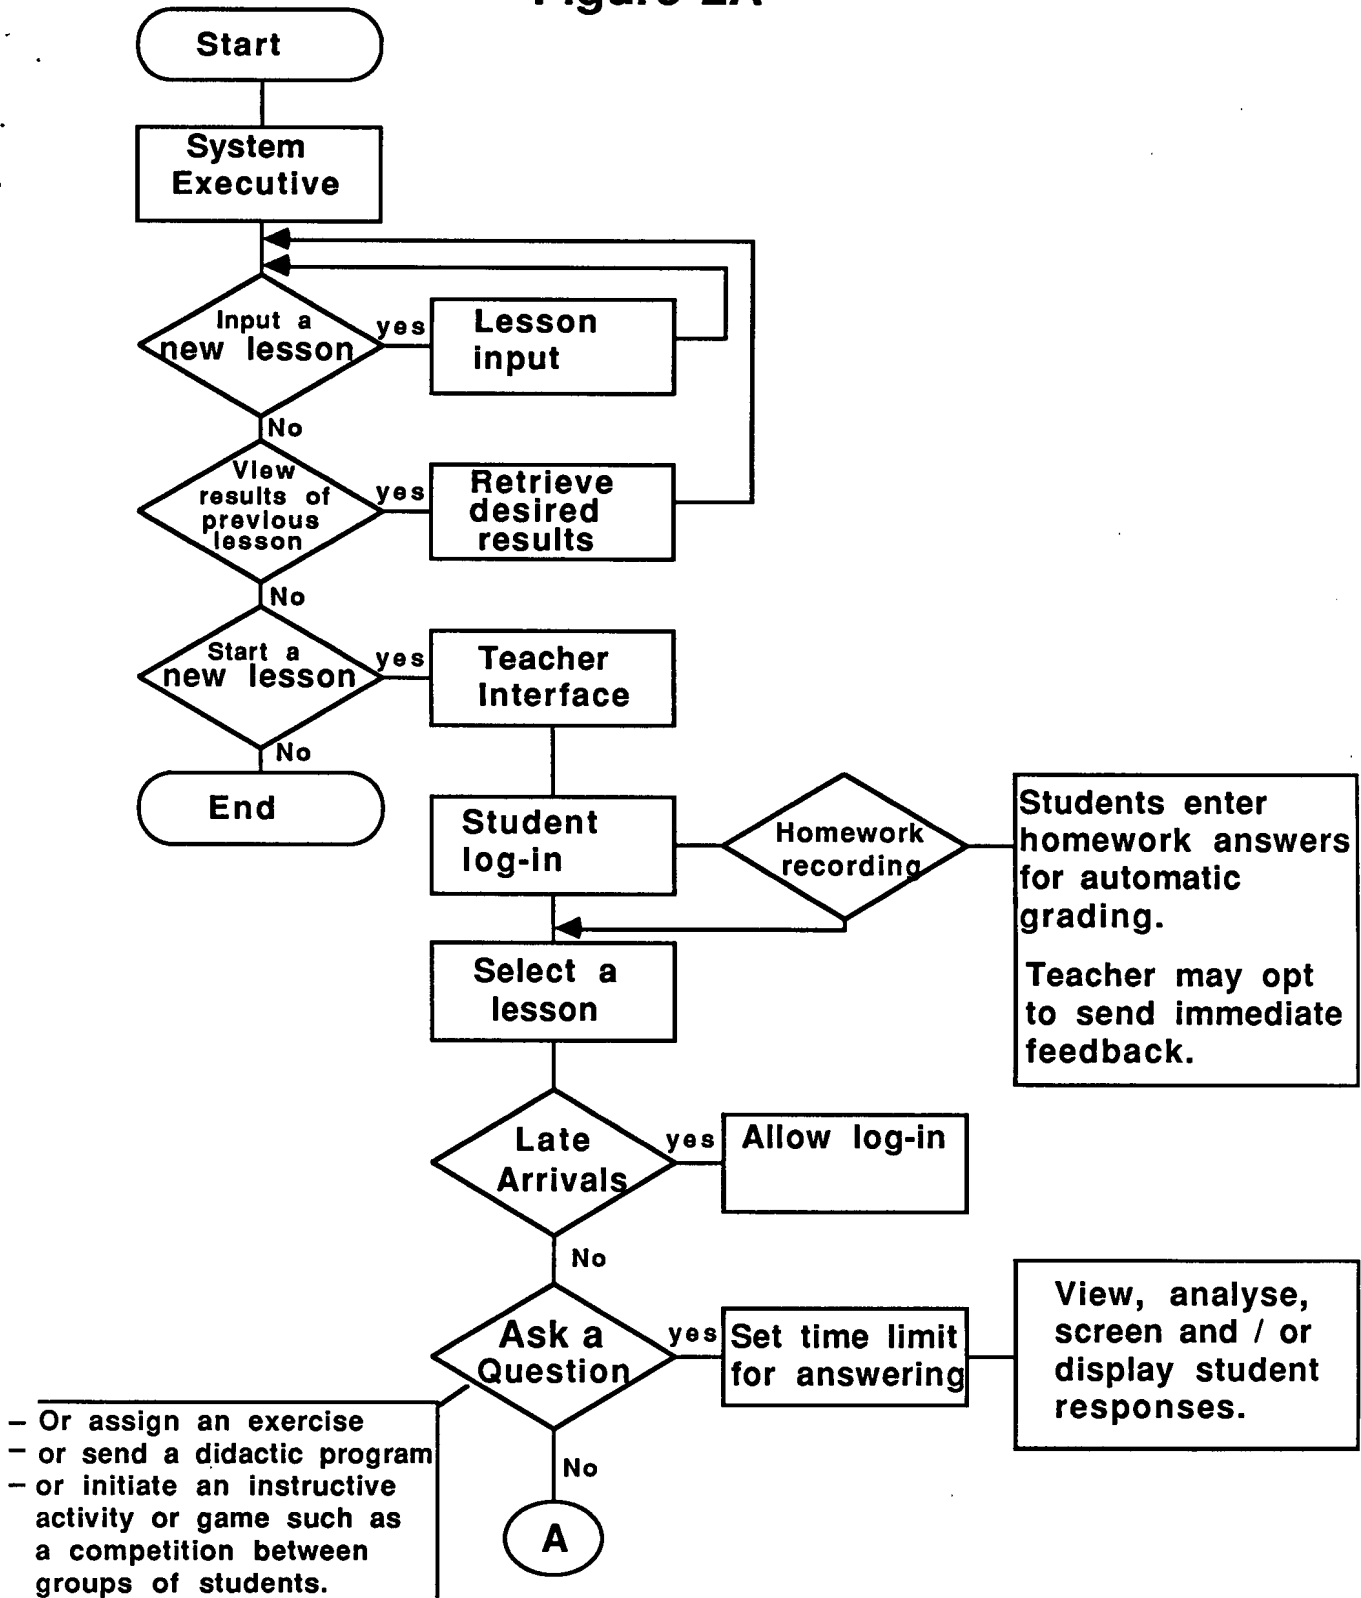 Figure 2A
Start
System
Executive
Input a
new lesson
yes
Lesson
input
No
View
results of
previous
lesson
yes
Retrieve
desired
results
No
Start a
new lesson
yes
Teacher
Interface
No
End
Student
log-in
Homework
recording
Students enter
homework answers
for automatic
grading.
Teacher may opt
to send immediate
feedback.
Select a
lesson
Late
Arrivals
yes
Allow log-in
No
Ask a
Question
yes
Set time limit
for answering
View, analyse,
screen and / or
display student
responses.
– Or assign an exercise
– or send a didactic program
– or initiate an instructive
activity or game such as
a competition between
groups of students.
No
A